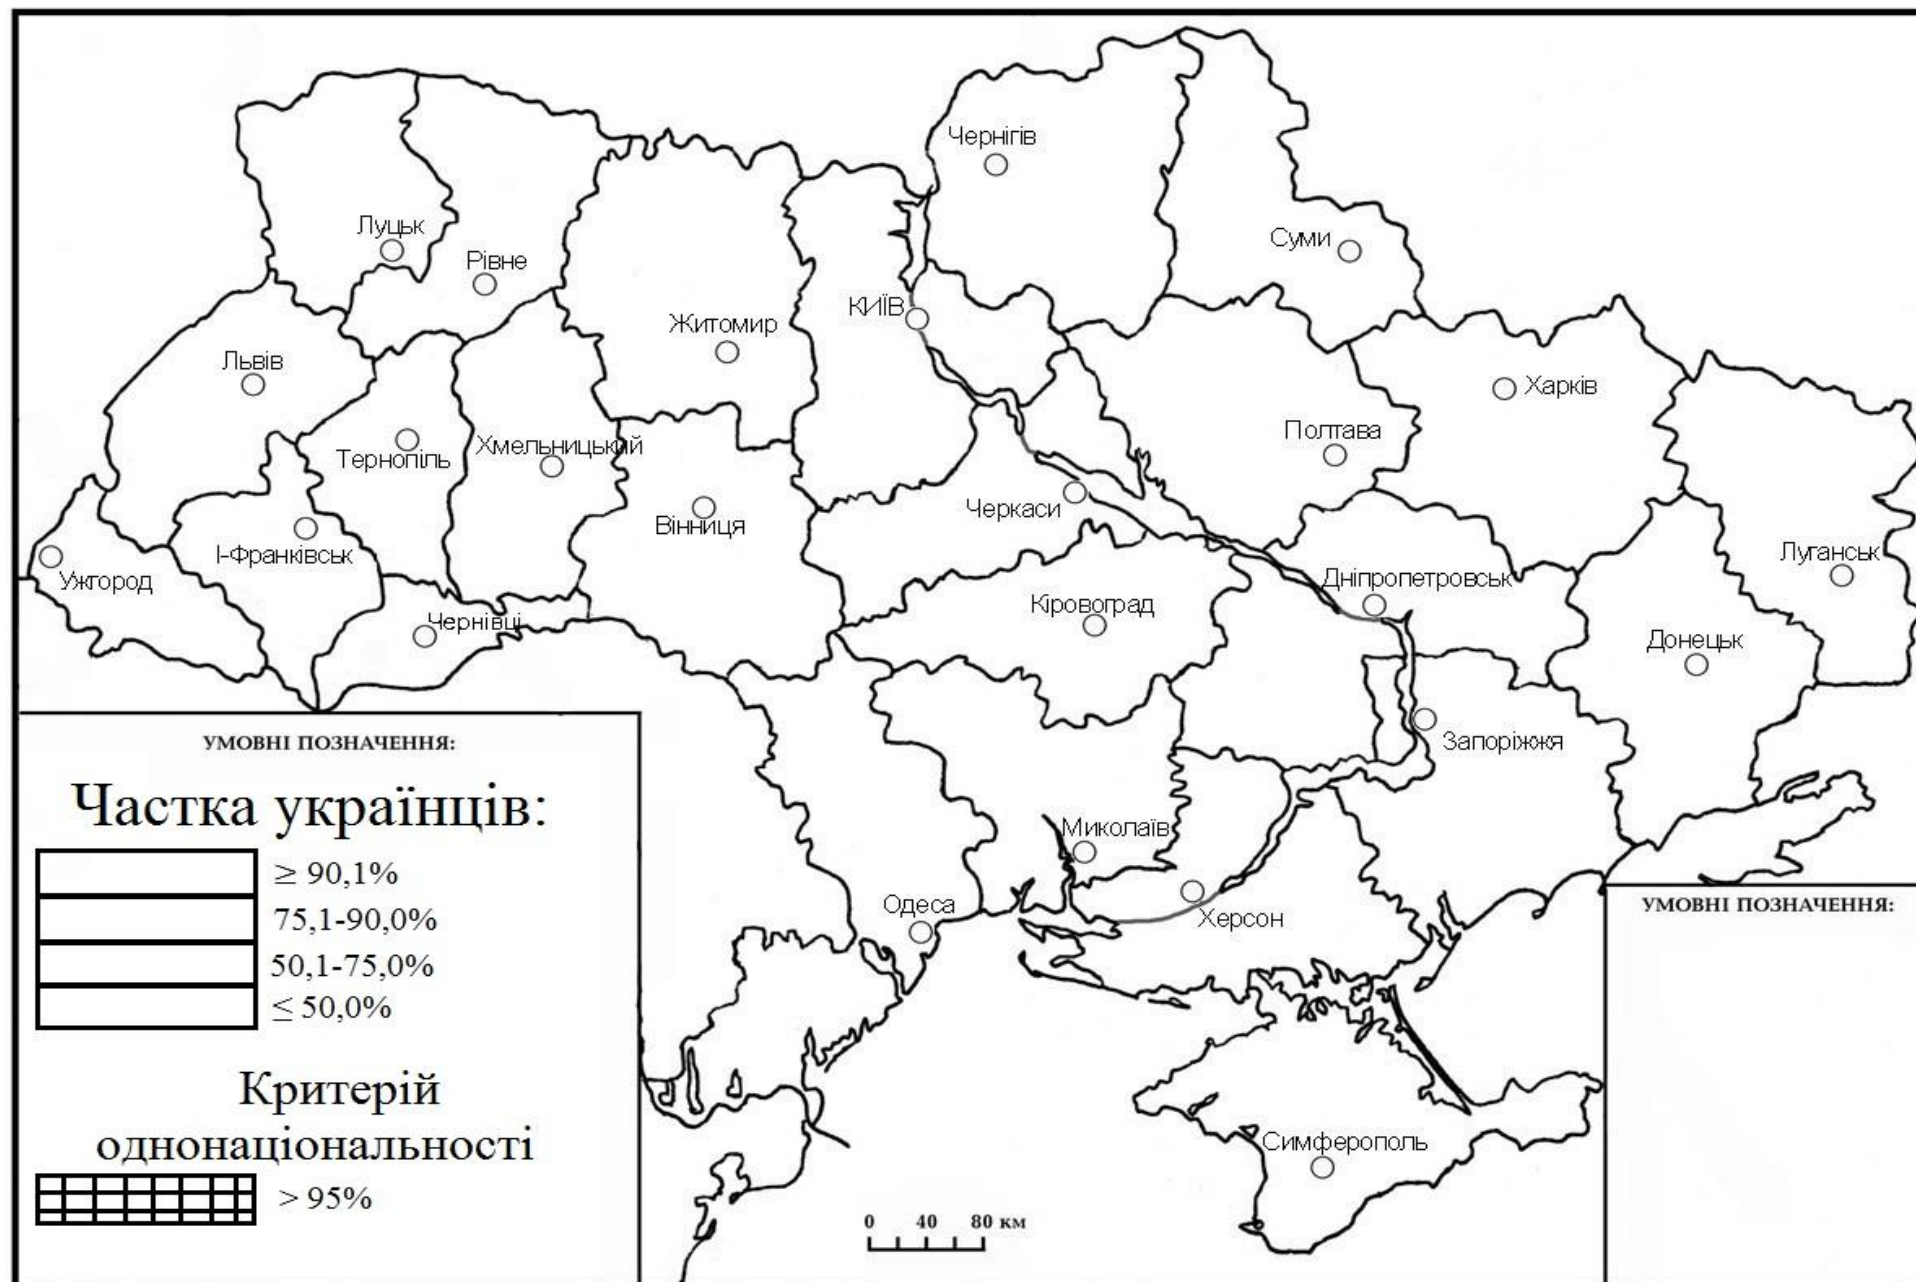 Чернігів
Луцьк
Суми
Рівне
КИЇВ
Житомир
Львів
Харків
Полтава
Хмельницький
Тернопіль
Черкаси
Вінниця
І-Франківськ
Луганськ
Ужгород
Дніпропетровськ
Кіровоград
Чернівці
Донецьк
Запоріжжя
Миколаїв
Одеса
Херсон
Симферополь
0 40 80 км
УМОВНІ ПОЗНАЧЕННЯ:
Частка українців:
≥ 90,1%
75,1-90,0%
50,1-75,0%
≤ 50,0%
Критерій
однонаціональності
> 95%
УМОВНІ ПОЗНАЧЕННЯ: